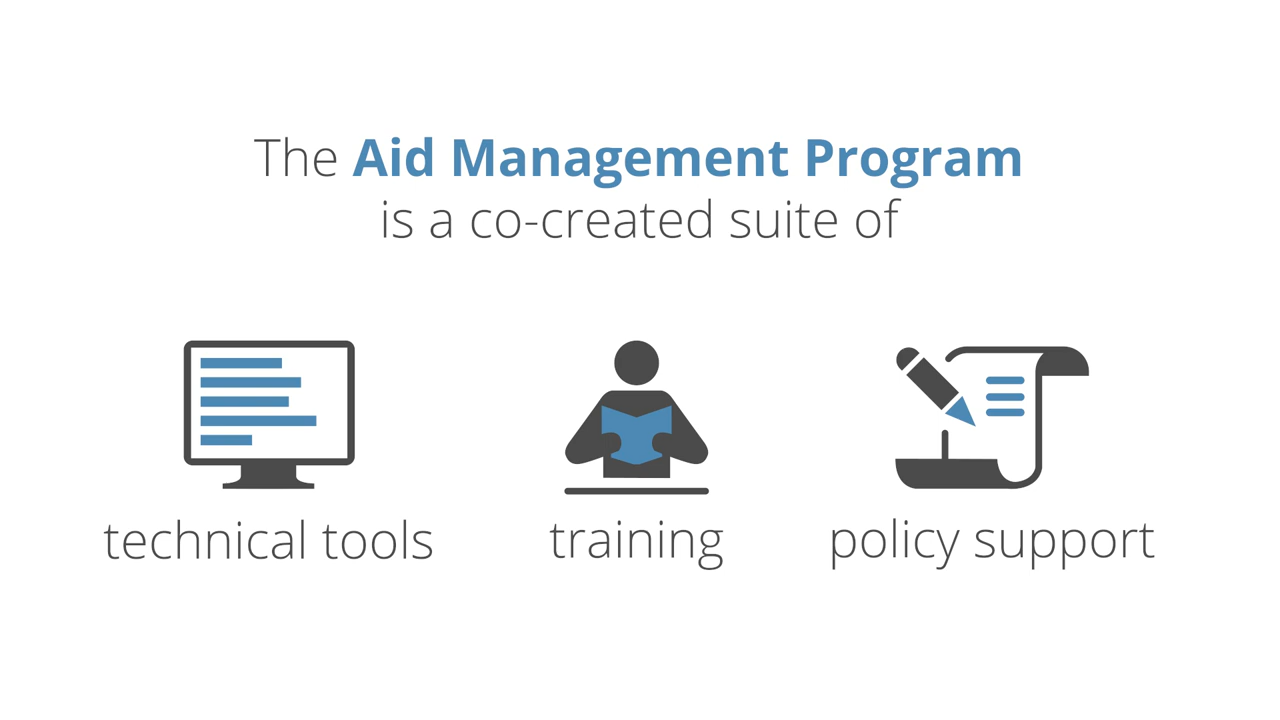 The Aid Management Program
is a co-created suite of
technical tools
training
policy support